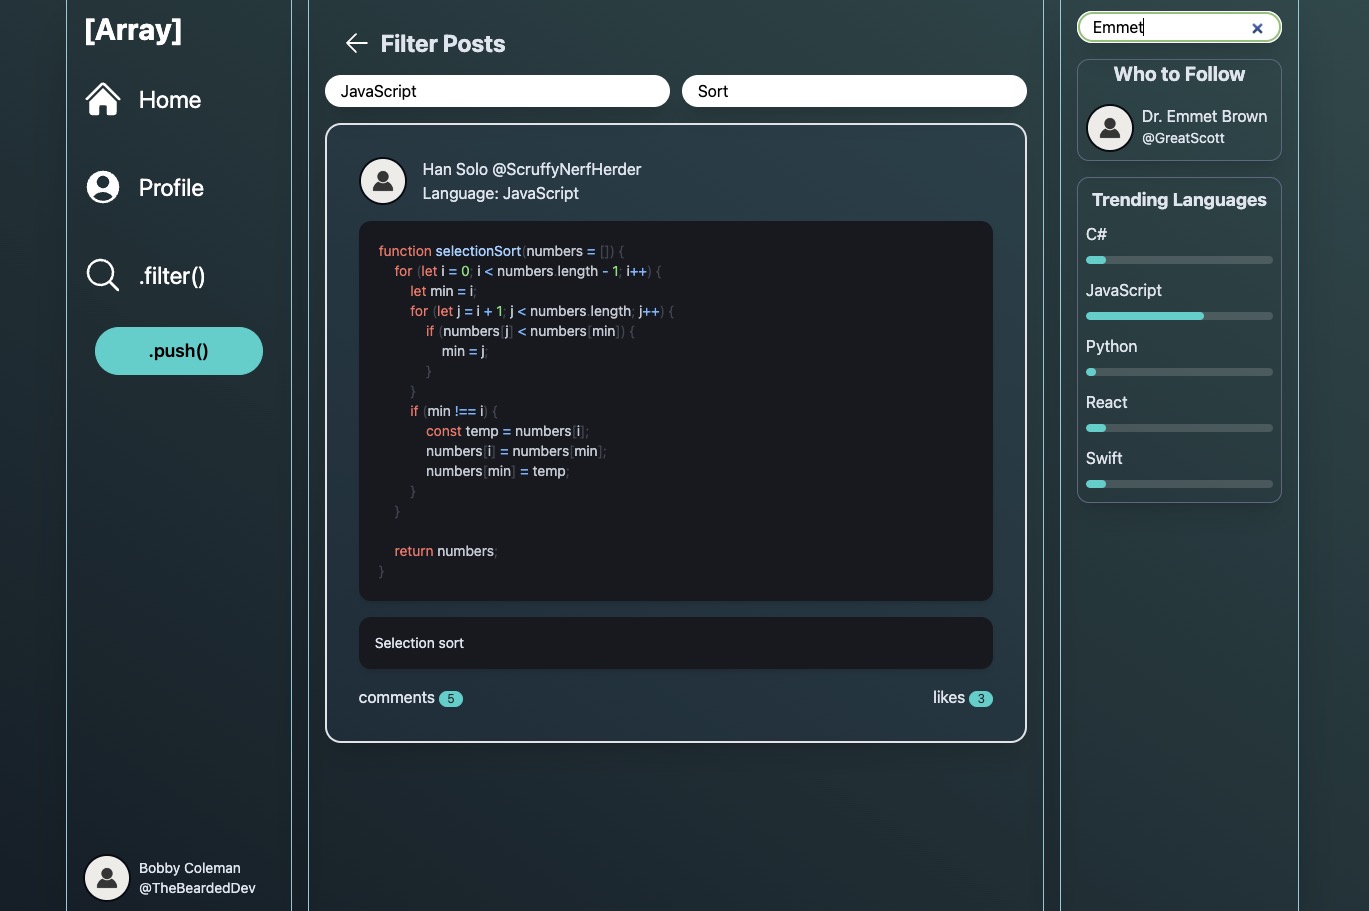 [Array]
Home
Profile
.filter()
.push()
Bobby Coleman
@TheBeardedDev
Filter Posts
JavaScript
Sort
Han Solo @ScruffyNerfHerder
Language: JavaScript
function selectionSort(numbers = []) {
for (let i = 0; i < numbers.length - 1; i++) {
let min = i;
for (let j = i + 1; j < numbers.length; j++) {
if (numbers[j] < numbers[min]) {
min = j;
}
}
if (min !== i) {
const temp = numbers[i];
numbers[i] = numbers[min];
numbers[min] = temp;
}
}
return numbers;
}
Selection sort
comments 5
likes 3
Emmet
Who to Follow
Dr. Emmet Brown
@GreatScott
Trending Languages
C#
JavaScript
Python
React
Swift